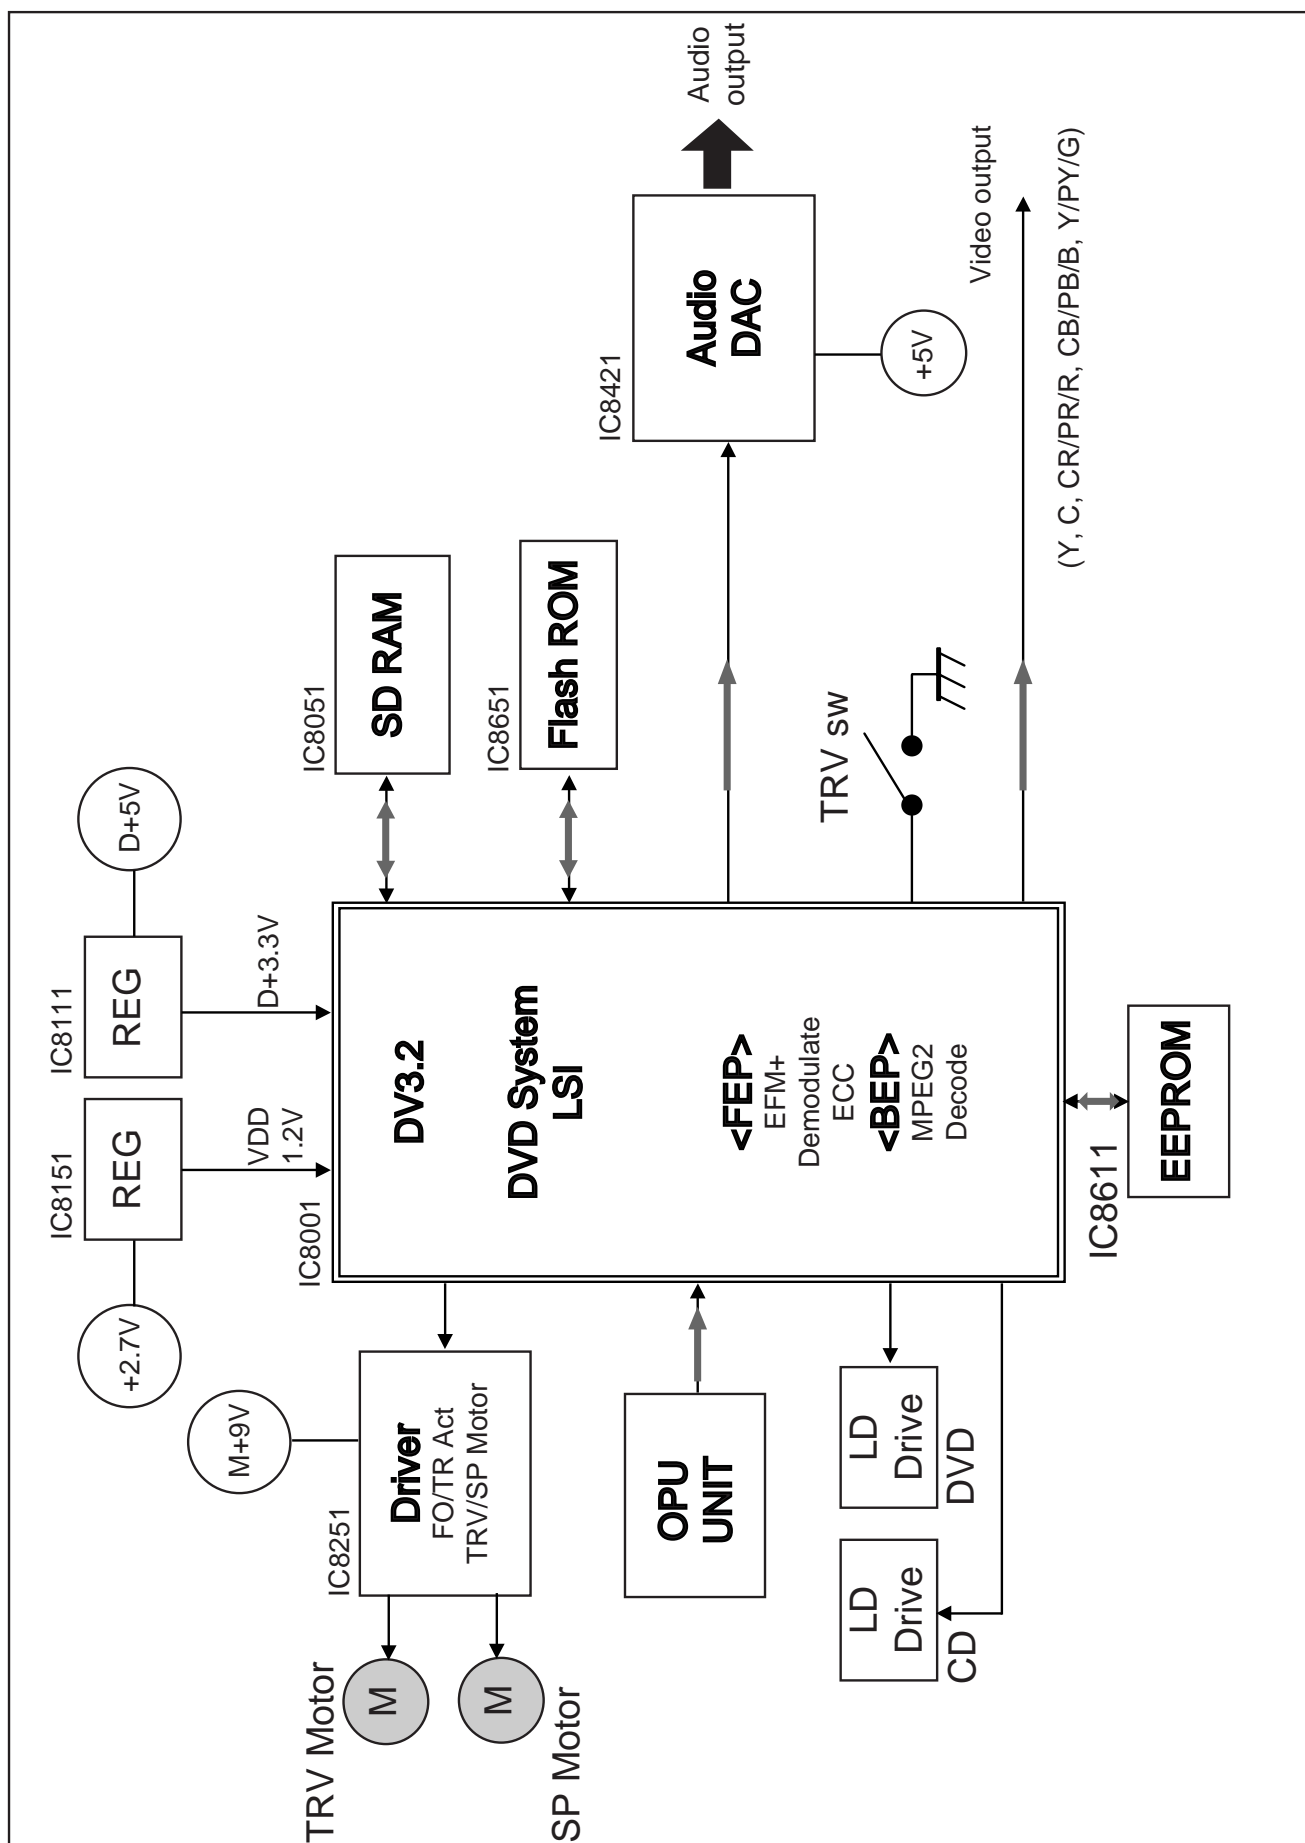 +2.7V
IC8151
REG
VDD
1.2V
IC8111
REG
D+3.3V
D+5V
M+9V
IC8251
Driver
FO/TR Act
TRV/SP Motor
TRV Motor
M
M
SP Motor
IC8001
DV3.2
DVD System
LSI
<FEP>
EFM+
Demodulate
ECC
<BEP>
MPEG2
Decode
IC8051
SD RAM
IC8651
Flash ROM
IC8421
Audio
DAC
+5V
Audio
output
OPU
UNIT
TRV sw
Video output
(Y, C, CR/PR/R, CB/PB/B, Y/PY/G)
LD
Drive
CD
LD
Drive
DVD
IC8611
EEPROM